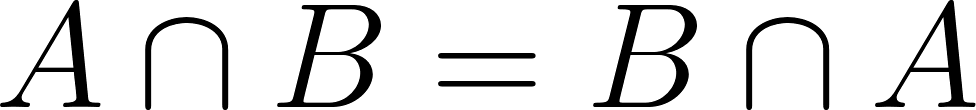 A ∩ B = B ∩ A